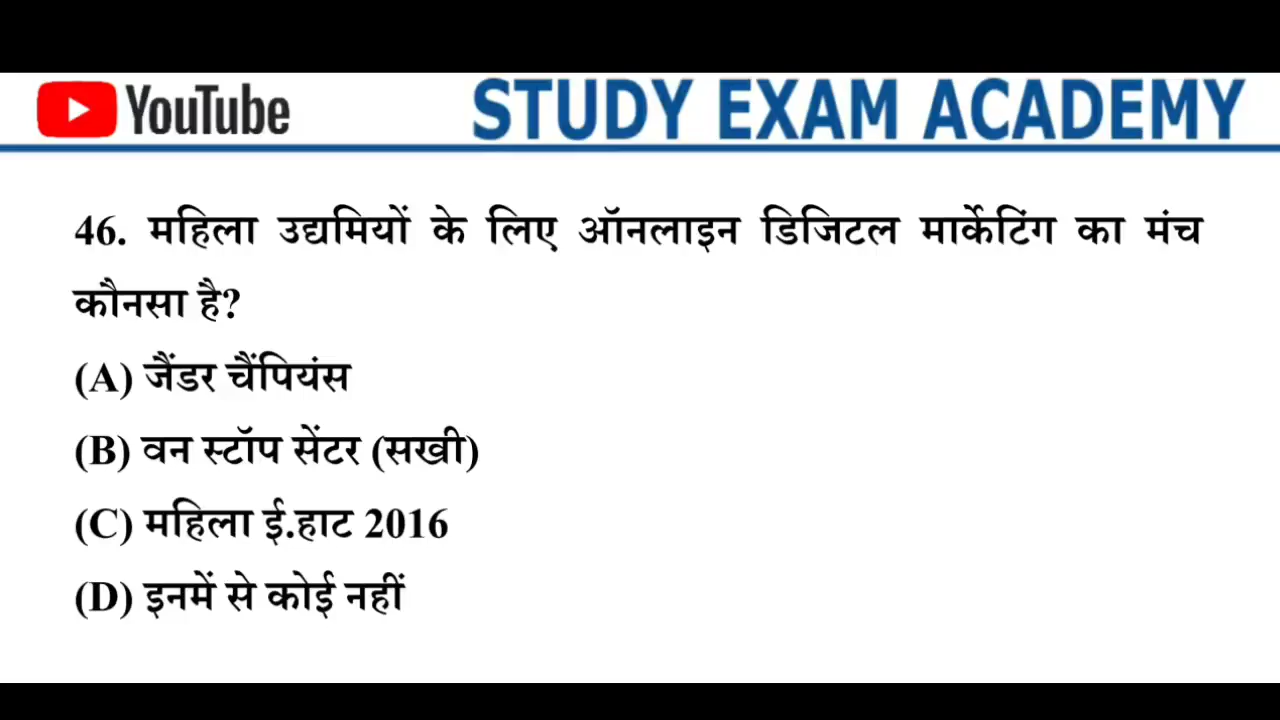 YouTube STUDY EXAM ACADEMY
46. महिला उद्यमियों के लिए ऑनलाइन डिजिटल मार्केटिंग का मंच
कौनसा है?
(A) जैंडर चैंपियंस
(B) वन स्टॉप सेंटर (सखी)
(C) महिला ई.हाट 2016
(D) इनमें से कोई नहीं